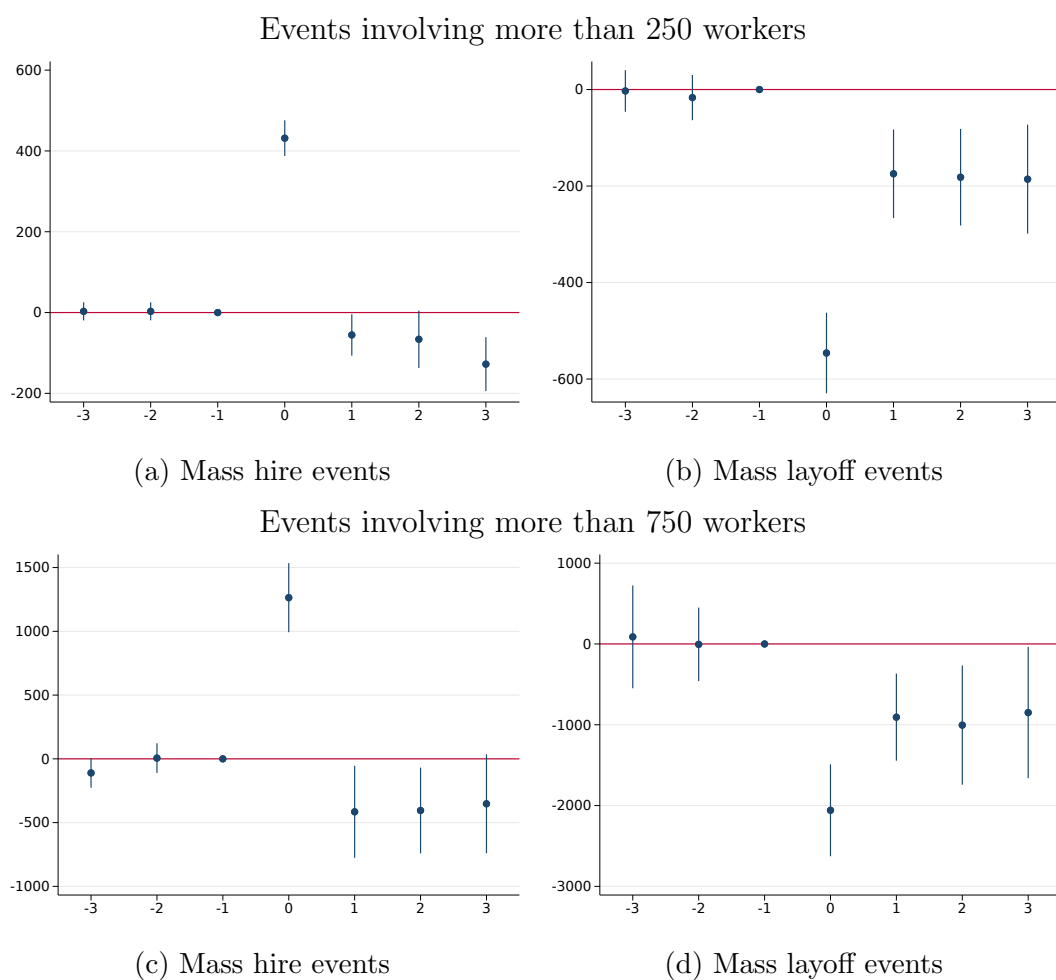 Events involving more than 250 workers
600
400
200
0
-200
-3 -2 -1 0 1 2 3
(a) Mass hire events
0
-200
-400
-600
-3 -2 -1 0 1 2 3
(b) Mass layoff events
Events involving more than 750 workers
1500
1000
500
0
-500
-1000
-3 -2 -1 0 1 2 3
(c) Mass hire events
1000
0
-1000
-2000
-3000
-3 -2 -1 0 1 2 3
(d) Mass layoff events